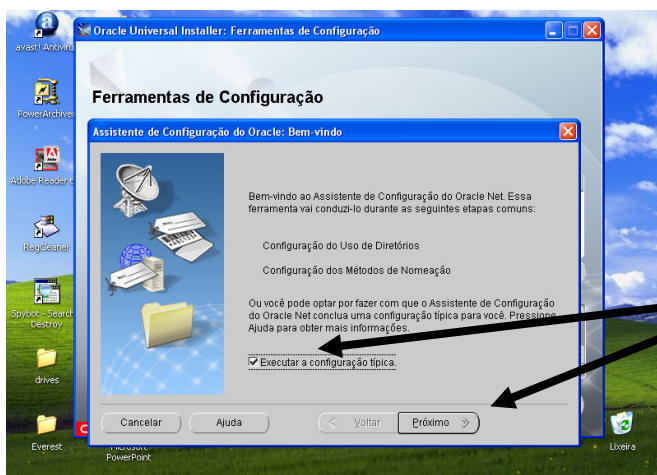 Oracle Universal Installer: Ferramentas de Configuração
Ferramentas de Configuração
Assistente de Configuração do Oracle: Bem-vindo
Bem-vindo ao Assistente de Configuração do Oracle Net. Essa
ferramenta vai conduzi-lo durante as seguintes etapas comuns:
Configuração do Uso de Diretórios
Configuração dos Métodos de Nomeação
Ou você pode optar por fazer com que o Assistente de Configuração
do Oracle Net conclua uma configuração típica para você. Pressione
Ajuda para obter mais informações.
Executar a configuração típica.
Cancelar
Ajuda
Voltar
Próximo
avast! Antiviru
PowerArchiver
Adobe Reader 6
RegCleaner
Spybot - Search
Destroy
drives
Everest
Microsoft
PowerPoint
Lixeira